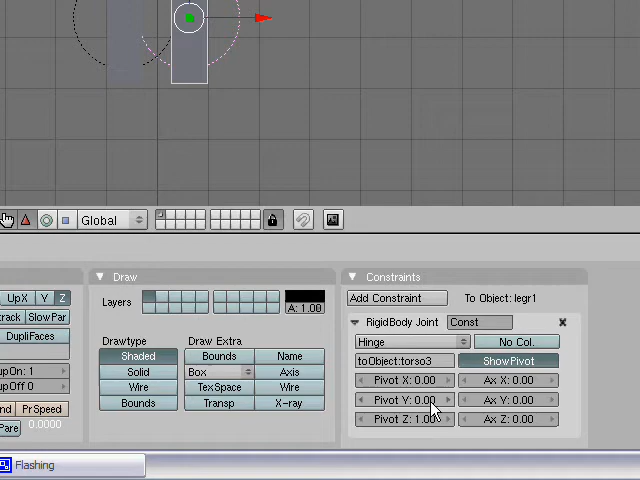 Global
Draw
Constraints
UpX Y Z
Layers
A: 1.00
Add Constraint To Object: legr1
rack SlowPar
RigidBody Joint Const
DupliFaces
Drawtype Draw Extra
Hinge No Col.
Shaded Bounds Name
toObject:torso3 ShowPivot
upOn: 1 Solid Box Axis
Pivot X: 0.00 Ax X: 0.00
upOff 0 Wire TexSpace Wire
Pivot Y: 0.00 Ax Y: 0.00
nd PrSpeed Bounds Transp X-ray
Pivot Z: 1.00 Ax Z: 0.00
Pare 0.0000
Flashing